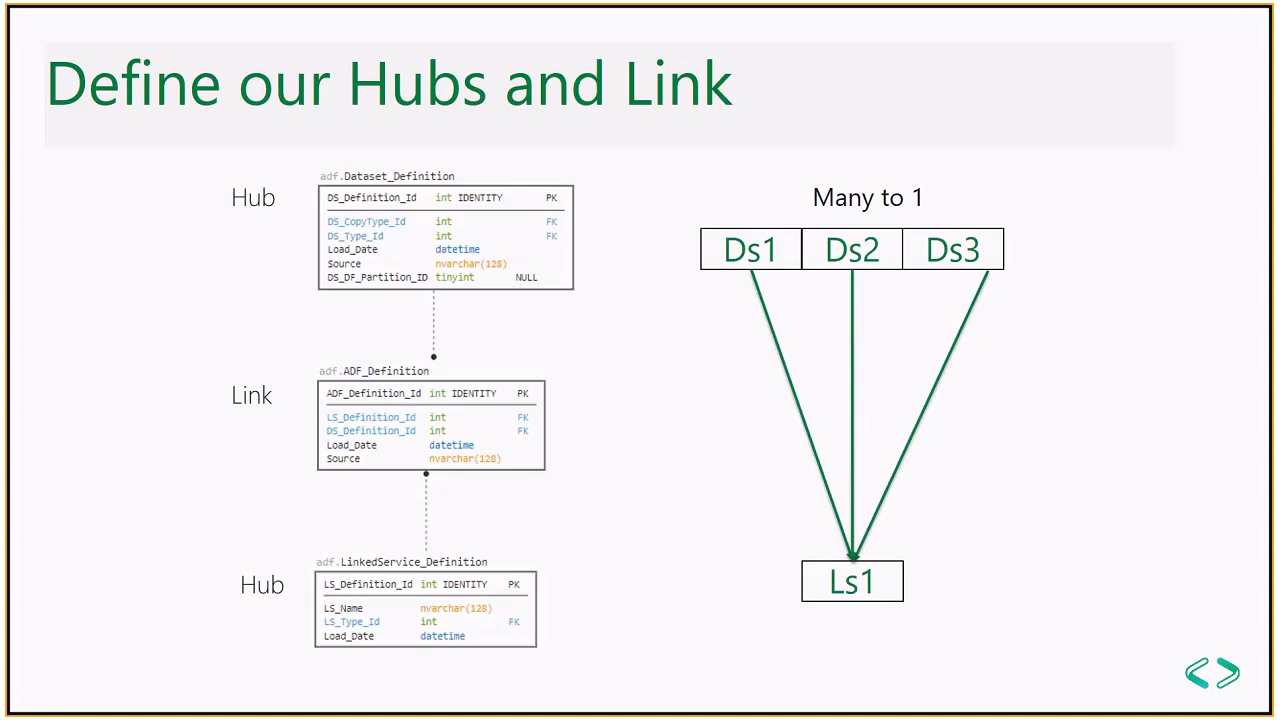 Define our Hubs and Link
Hub
adf.Dataset_Definition
DS_Definition_Id int IDENTITY PK
DS_CopyType_Id int FK
DS_Type_Id int FK
Load_Date datetime
Source nvarchar(128)
DS_DF_Partition_ID tinyint NULL
Link
adf.ADF_Definition
ADF_Definition_Id int IDENTITY PK
LS_Definition_Id int FK
DS_Definition_Id int FK
Load_Date datetime
Source nvarchar(128)
Hub
adf.LinkedService_Definition
LS_Definition_Id int IDENTITY PK
LS_Name nvarchar(128)
LS_Type_Id int FK
Load_Date datetime
Many to 1
Ds1 Ds2 Ds3
Ls1